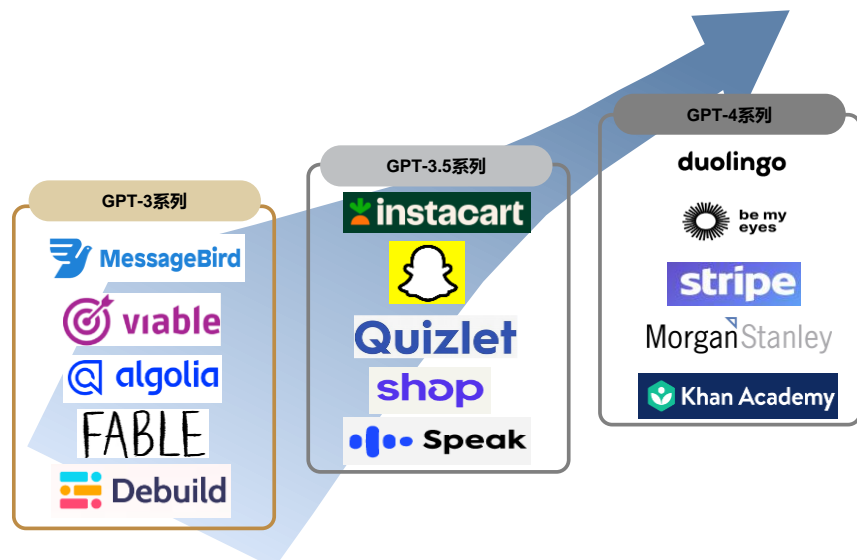 GPT-3系列
MessageBird
viable
algolia
FABLE
Debuild
GPT-3.5系列
instacart
Quizlet
shop
Speak
GPT-4系列
duolingo
be my
eyes
stripe
Morgan Stanley
Khan Academy